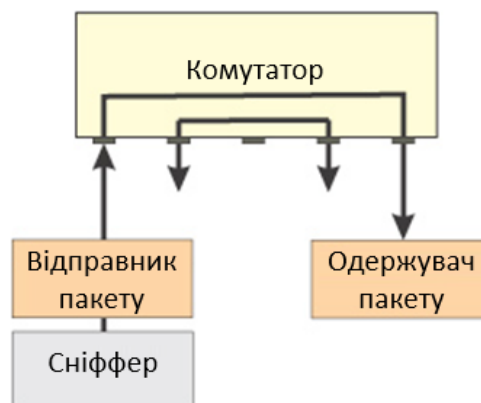 Комутатор
Відправник
пакету
Одержувач
пакету
Сніффер